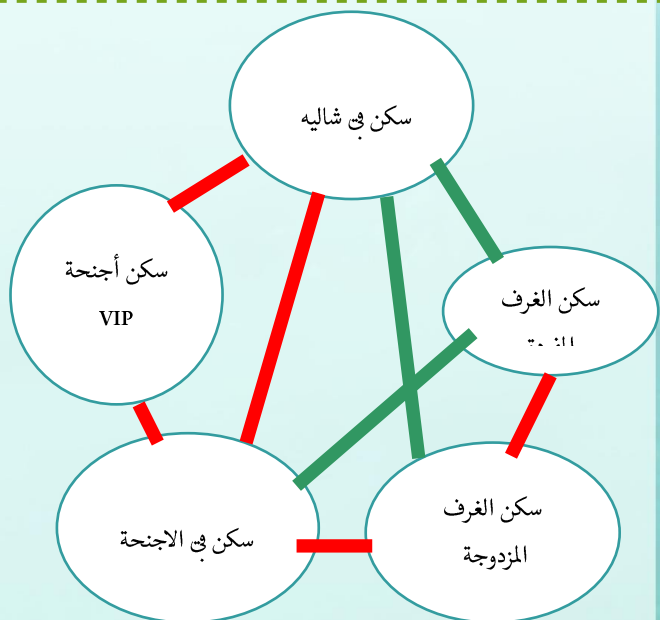 سكن في شاليه
سكن أجنحة
VIP
سكن الغرف
سكن في الاجنحة
سكن الغرف
المزدوجة